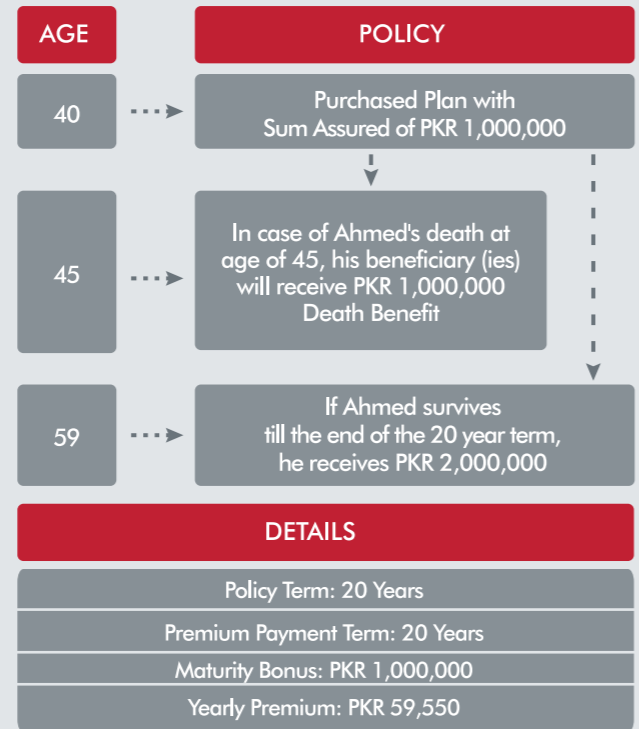 AGE
POLICY
40
Purchased Plan with
Sum Assured of PKR 1,000,000
45
In case of Ahmed's death at
age of 45, his beneficiary (ies)
will receive PKR 1,000,000
Death Benefit
59
If Ahmed survives
till the end of the 20 year term,
he receives PKR 2,000,000
DETAILS
Policy Term: 20 Years
Premium Payment Term: 20 Years
Maturity Bonus: PKR 1,000,000
Yearly Premium: PKR 59,550